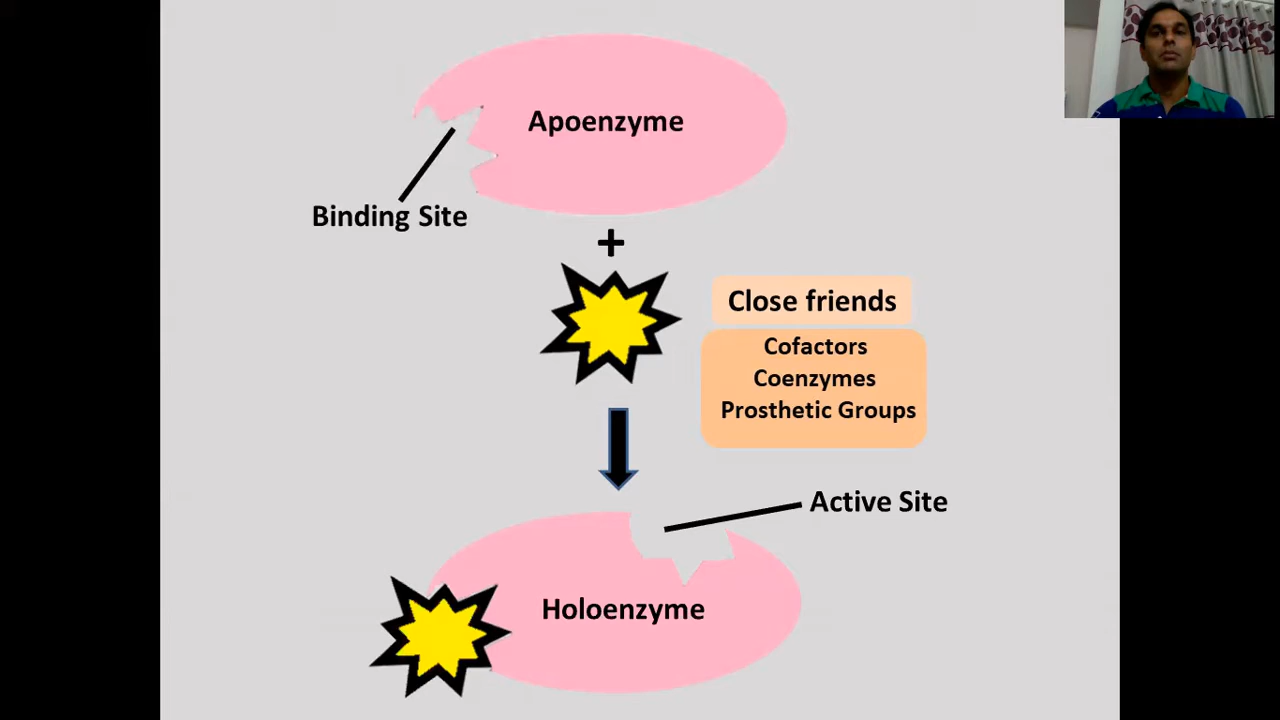 Apoenzyme
Binding Site
+
Close friends
Cofactors
Coenzymes
Prosthetic Groups
Active Site
Holoenzyme